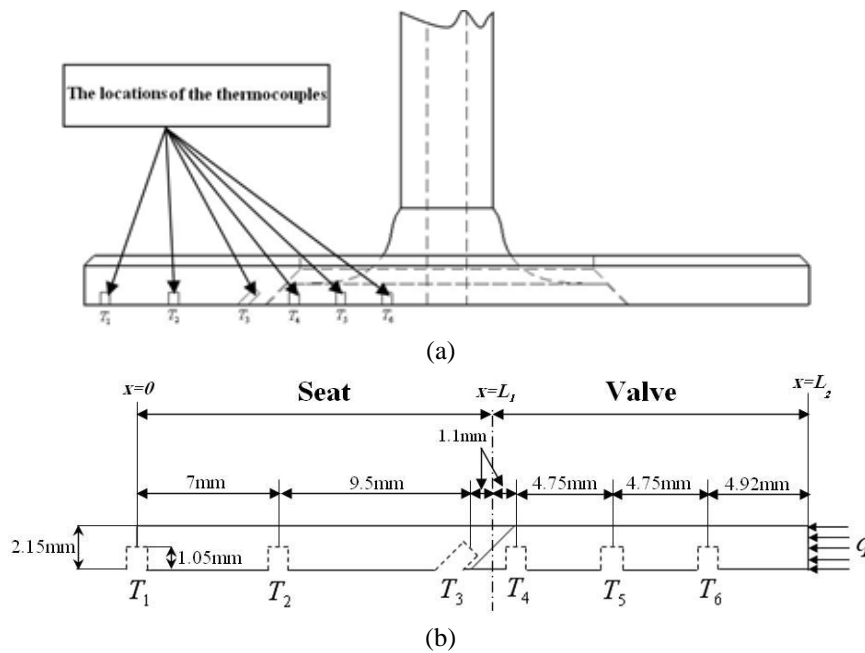 The locations of the thermocouples
T1 T2 T3 T4 T5 T6
(a)
x=0 Seat x=L1 Valve x=L2
1.1mm
7mm 9.5mm 4.75mm 4.75mm 4.92mm
2.15mm
1.05mm
q
T1 T2 T3 T4 T5 T6
(b)